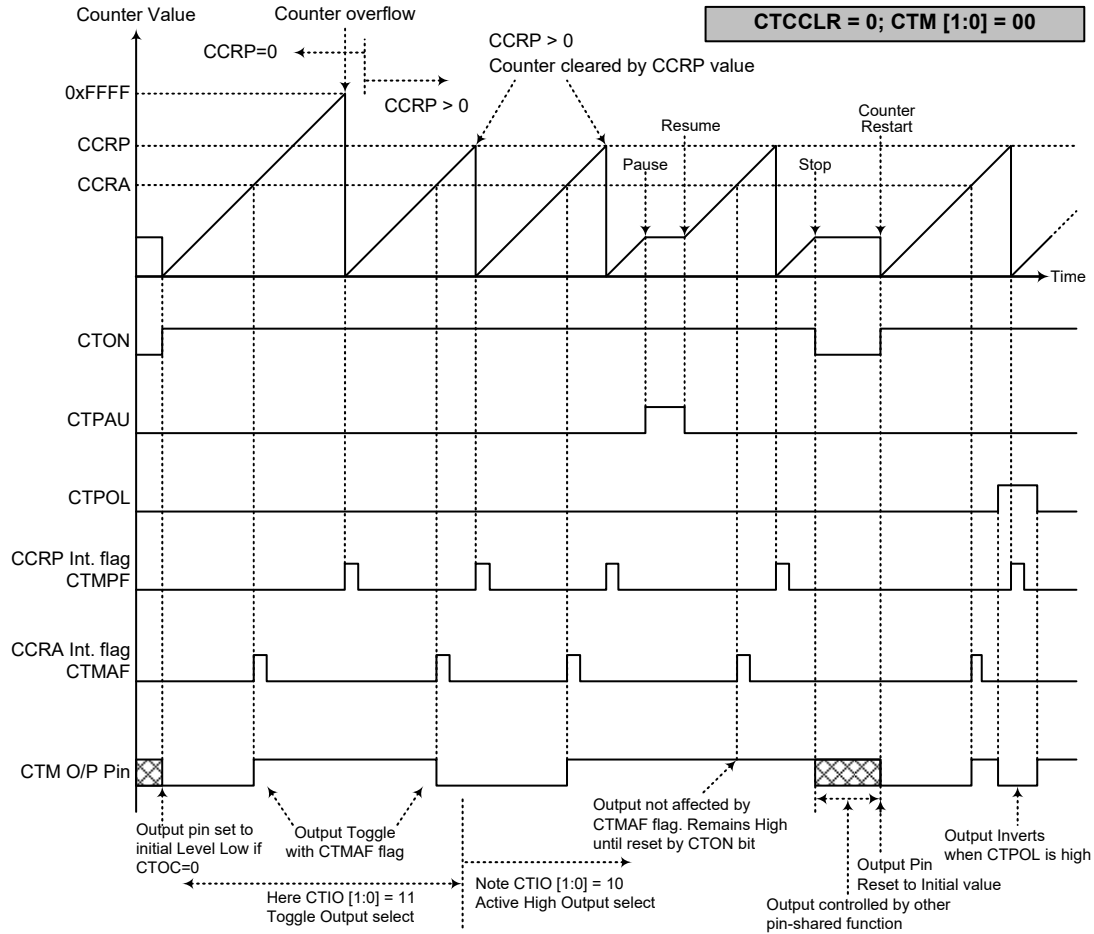 Counter Value
Counter overflow
CTCCLR = 0; CTM [1:0] = 00
CCRP=0
CCRP > 0
CCRP > 0
Counter cleared by CCRP value
0xFFFF
CCRP
CCRA
Pause
Resume
Stop
Counter
Restart
Time
CTON
CTPAU
CTPOL
CCRP Int. flag
CTMPF
CCRA Int. flag
CTMAF
CTM O/P Pin
Output pin set to
initial Level Low if
CTOC=0
Output Toggle
with CTMAF flag
Here CTIO [1:0] = 11
Toggle Output select
Note CTIO [1:0] = 10
Active High Output select
Output not affected by
CTMAF flag. Remains High
until reset by CTON bit
Output controlled by other
pin-shared function
Output Pin
Reset to Initial value
Output Inverts
when CTPOL is high